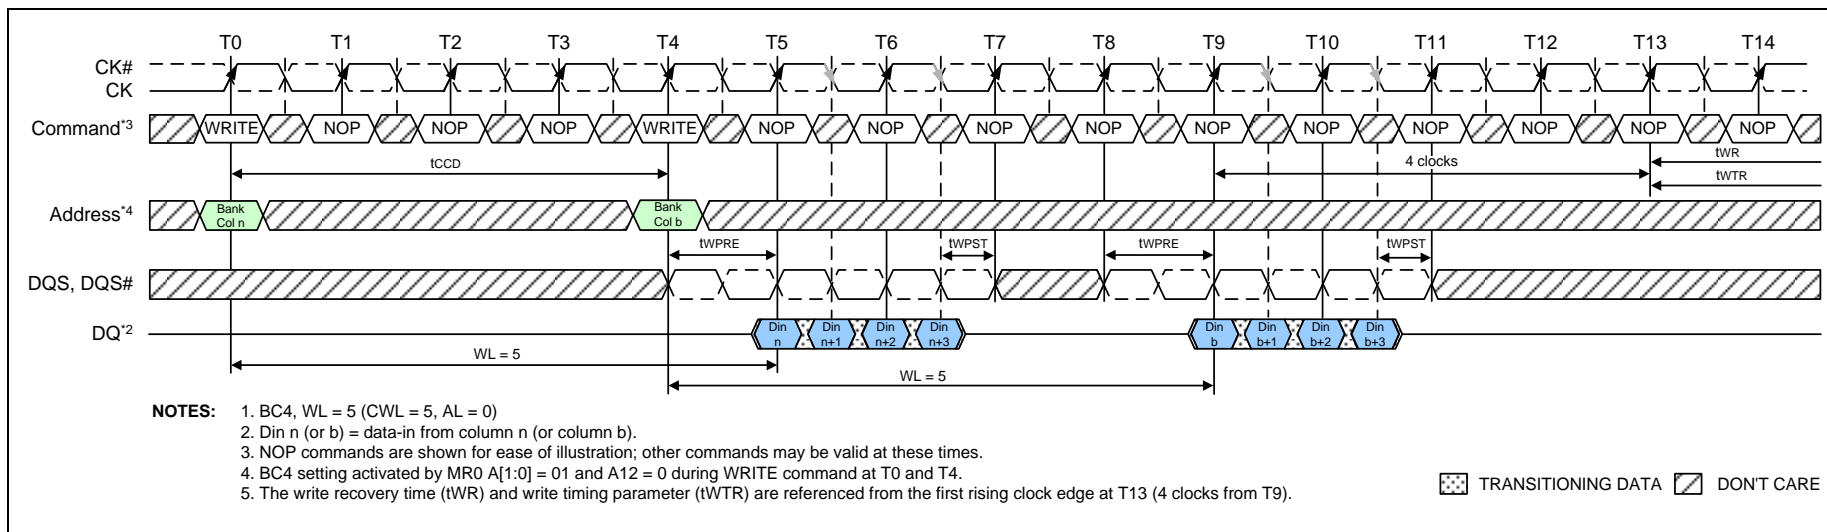 T0 T1 T2 T3 T4 T5 T6 T7 T8 T9 T10 T11 T12 T13 T14
CK#
CK
Command*3 WRITE NOP NOP NOP WRITE NOP NOP NOP NOP NOP NOP NOP NOP NOP NOP
tCCD 4 clocks tWR
tWTR
Address*4 Bank Col n Bank Col b
tWPRE tWPST tWPRE tWPST
DQS, DQS#
DQ*2 Din n Din n+1 Din n+2 Din n+3 Din b Din b+1 Din b+2 Din b+3
WL = 5
WL = 5
NOTES: 1. BC4, WL = 5 (CWL = 5, AL = 0)
2. Din n (or b) = data-in from column n (or column b).
3. NOP commands are shown for ease of illustration; other commands may be valid at these times.
4. BC4 setting activated by MR0 A[1:0] = 01 and A12 = 0 during WRITE command at T0 and T4.
5. The write recovery time (tWR) and write timing parameter (tWTR) are referenced from the first rising clock edge at T13 (4 clocks from T9).
TRANSITIONING DATA DON'T CARE